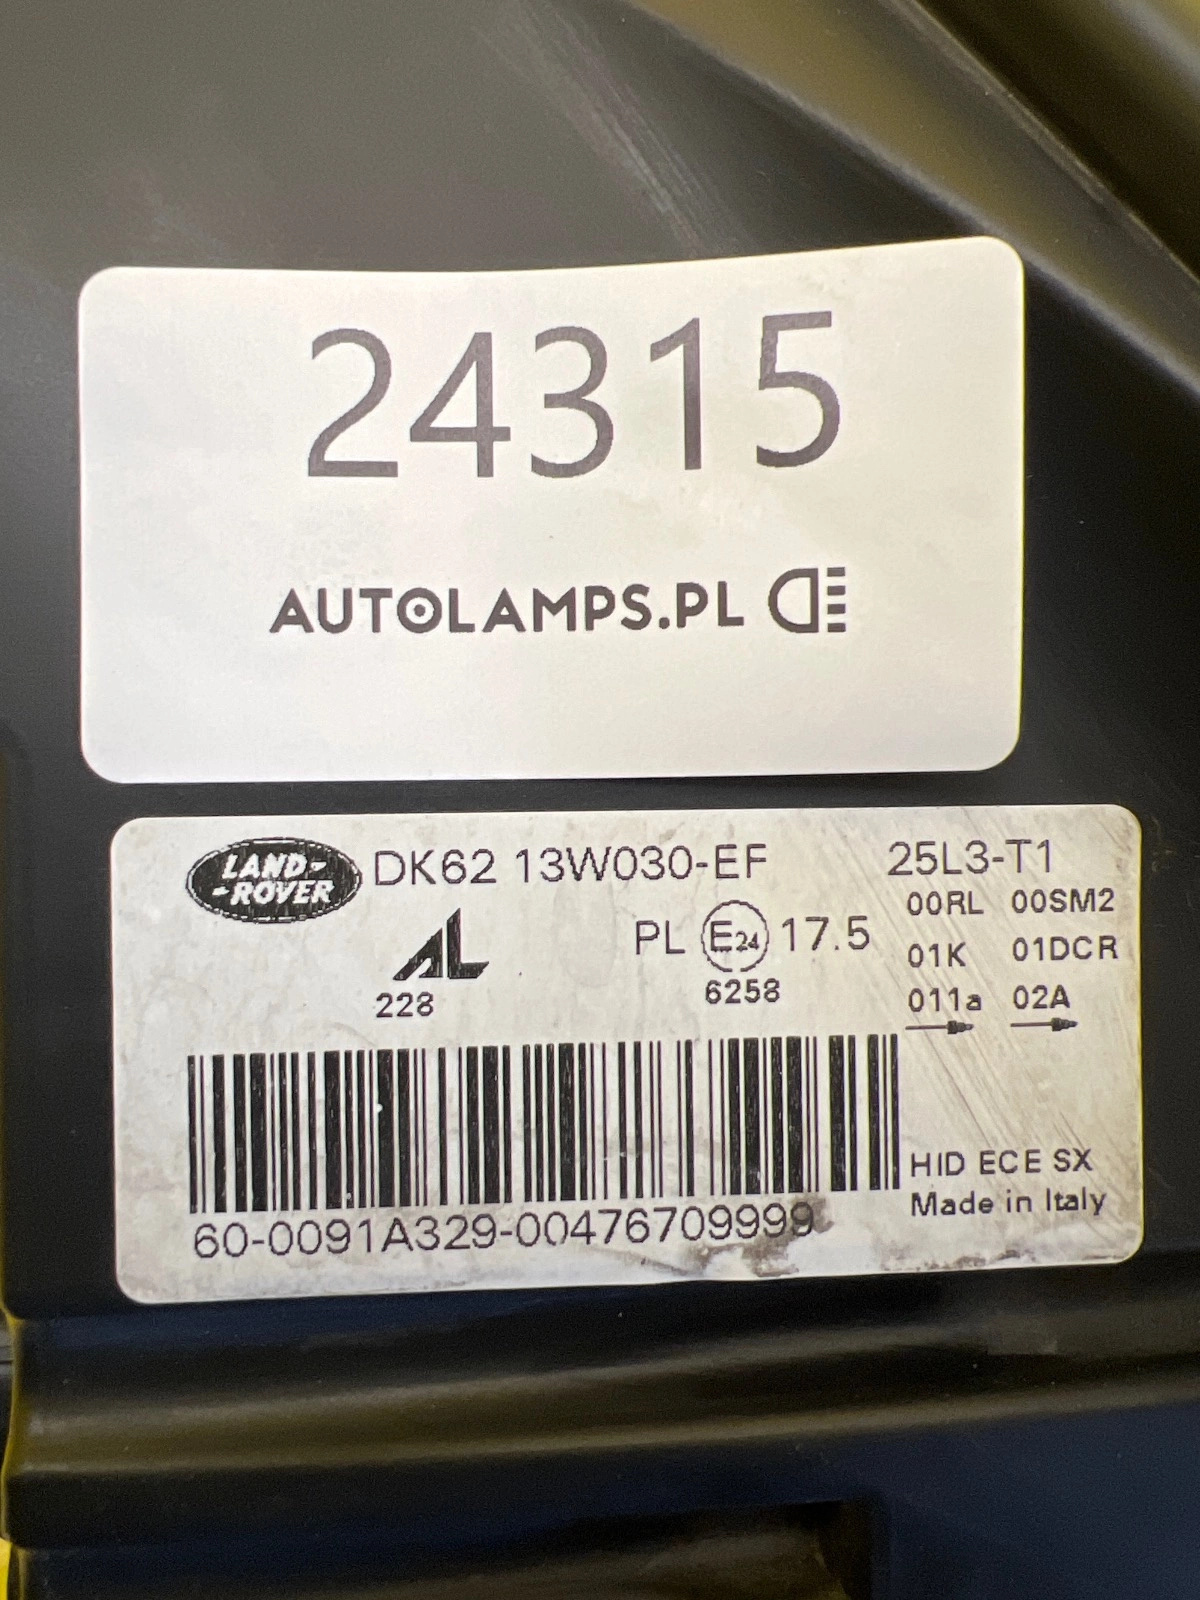 24315
AUTOLAMPS.PL
LAND-
-ROVER
DK62 13W030-EF
25L3-T1
AL
228
PL E24 17.5
6258
00RL 00SM2
01K 01DCR
011a 02A
60-0091A329-00476709999
HID ECE SX
Made in Italy